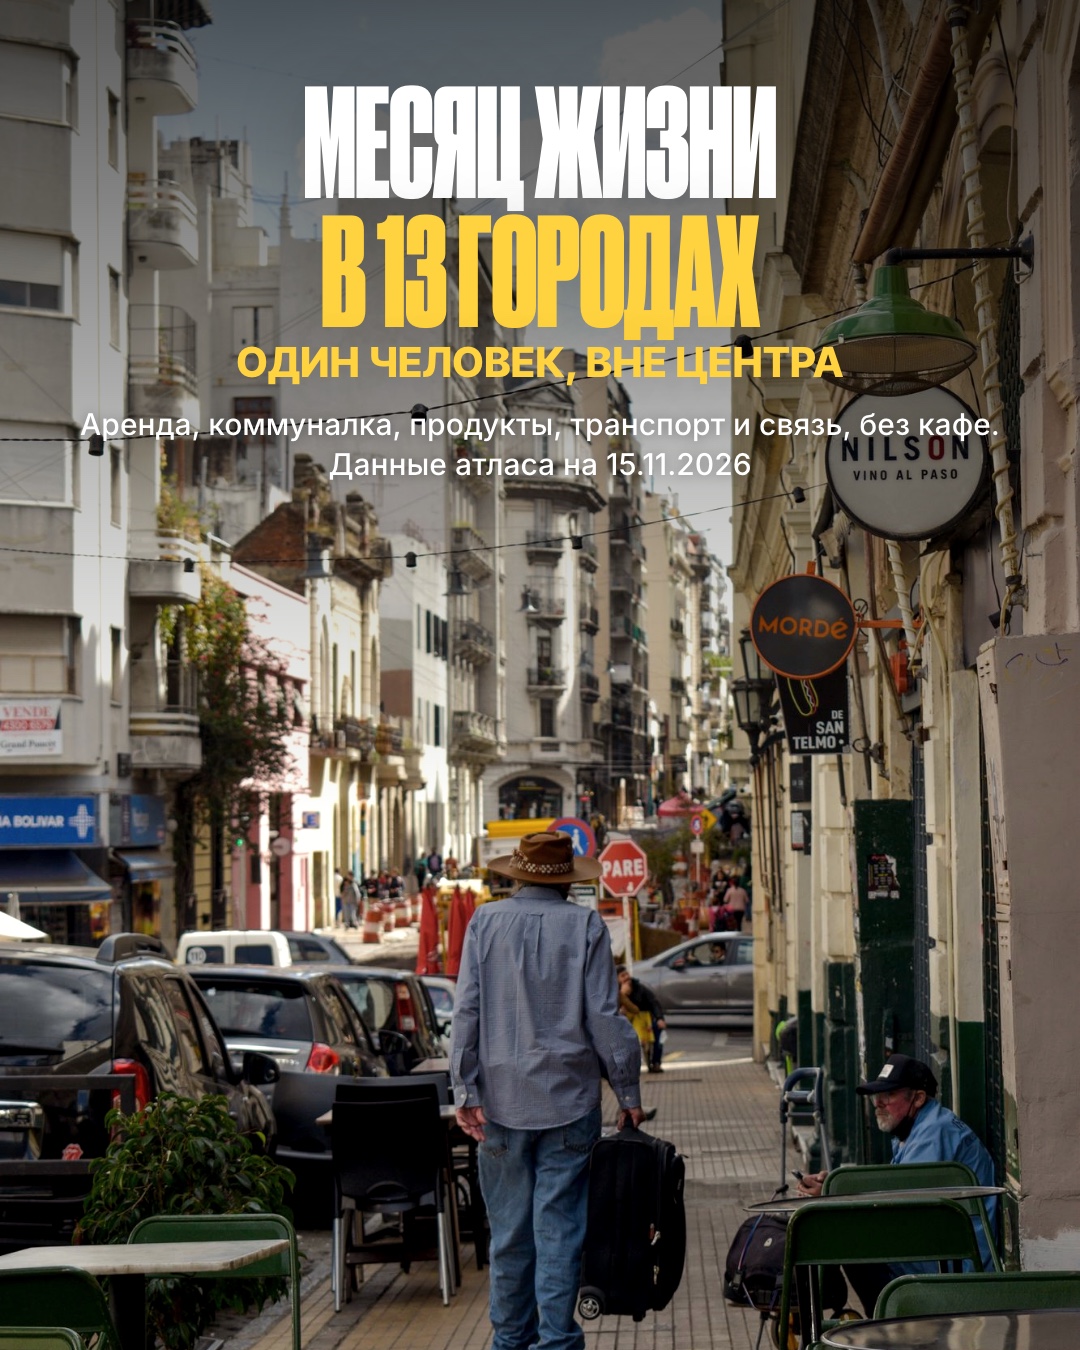 МЕСЯЦ ЖИЗНИ
В 13 ГОРОДАХ
ОДИН ЧЕЛОВЕК, ВНЕ ЦЕНТРА
Аренда, коммуналка, продукты, транспорт и связь, без кафе.
Данные атласа на 15.11.2026
NILSON
VINO AL PASO
MORDÉ
DE
SAN
TELMO
VENDE
BOLIVAR
PARE